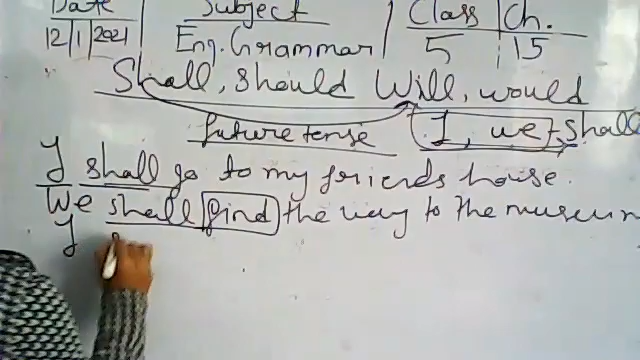 Date Subject Class Ch.
12/1/2021 Eng. Grammar 5 15
Shall, should Will, would
future tense I, we - shall
I shall go to my friends house.
We shall find the way to the museum
I